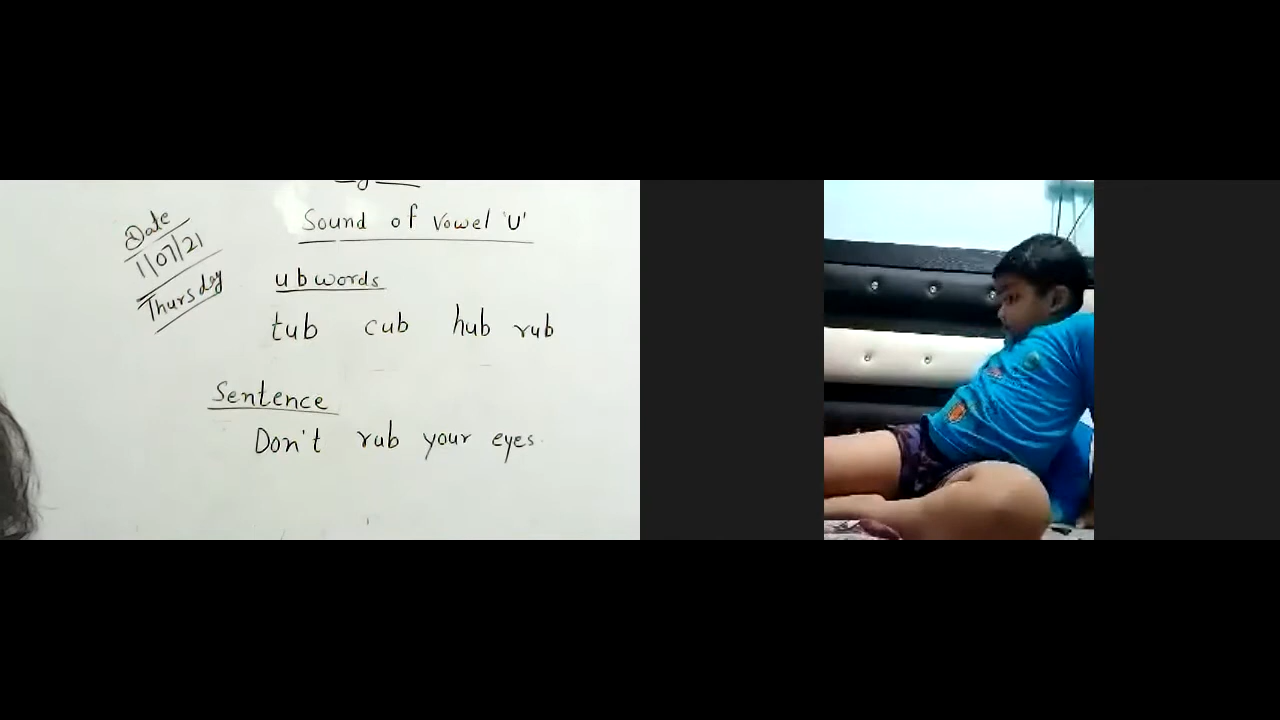 Date
1/07/21
Thursday
Sound of Vowel 'U'
ub words
tub cub hub rub
Sentence
Don't rub your eyes.